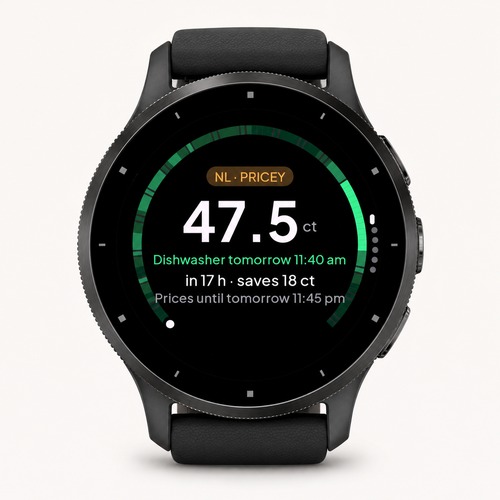 NL · PRICEY
47.5 ct
Dishwasher tomorrow 11:40 am
in 17 h · saves 18 ct
Prices until tomorrow 11:45 pm